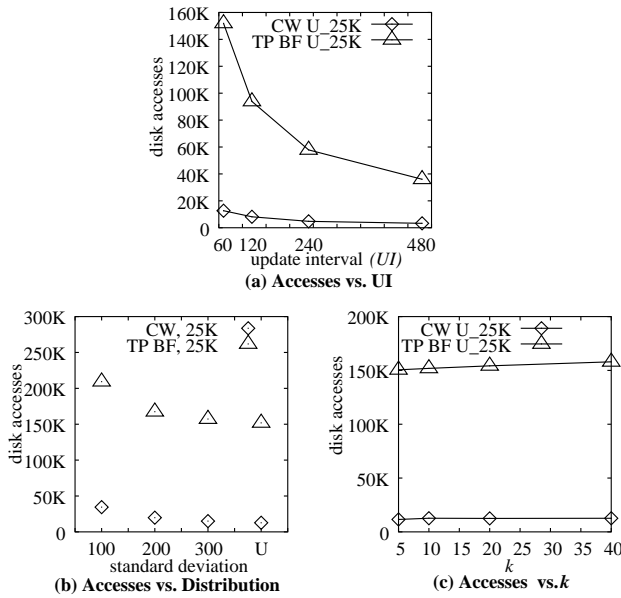 160K
140K
120K
100K
80K
60K
40K
20K
0
disk accesses
CW U_25K
TP BF U_25K
60 120 240 480
update interval (UI)
(a) Accesses vs. UI
300K
250K
200K
150K
100K
50K
0
disk accesses
CW, 25K
TP BF, 25K
100 200 300 U
standard deviation
(b) Accesses vs. Distribution
200K
150K
100K
50K
0
disk accesses
CW U_25K
TP BF U_25K
5 10 15 20 25 30 35 40
k
(c) Accesses vs.k